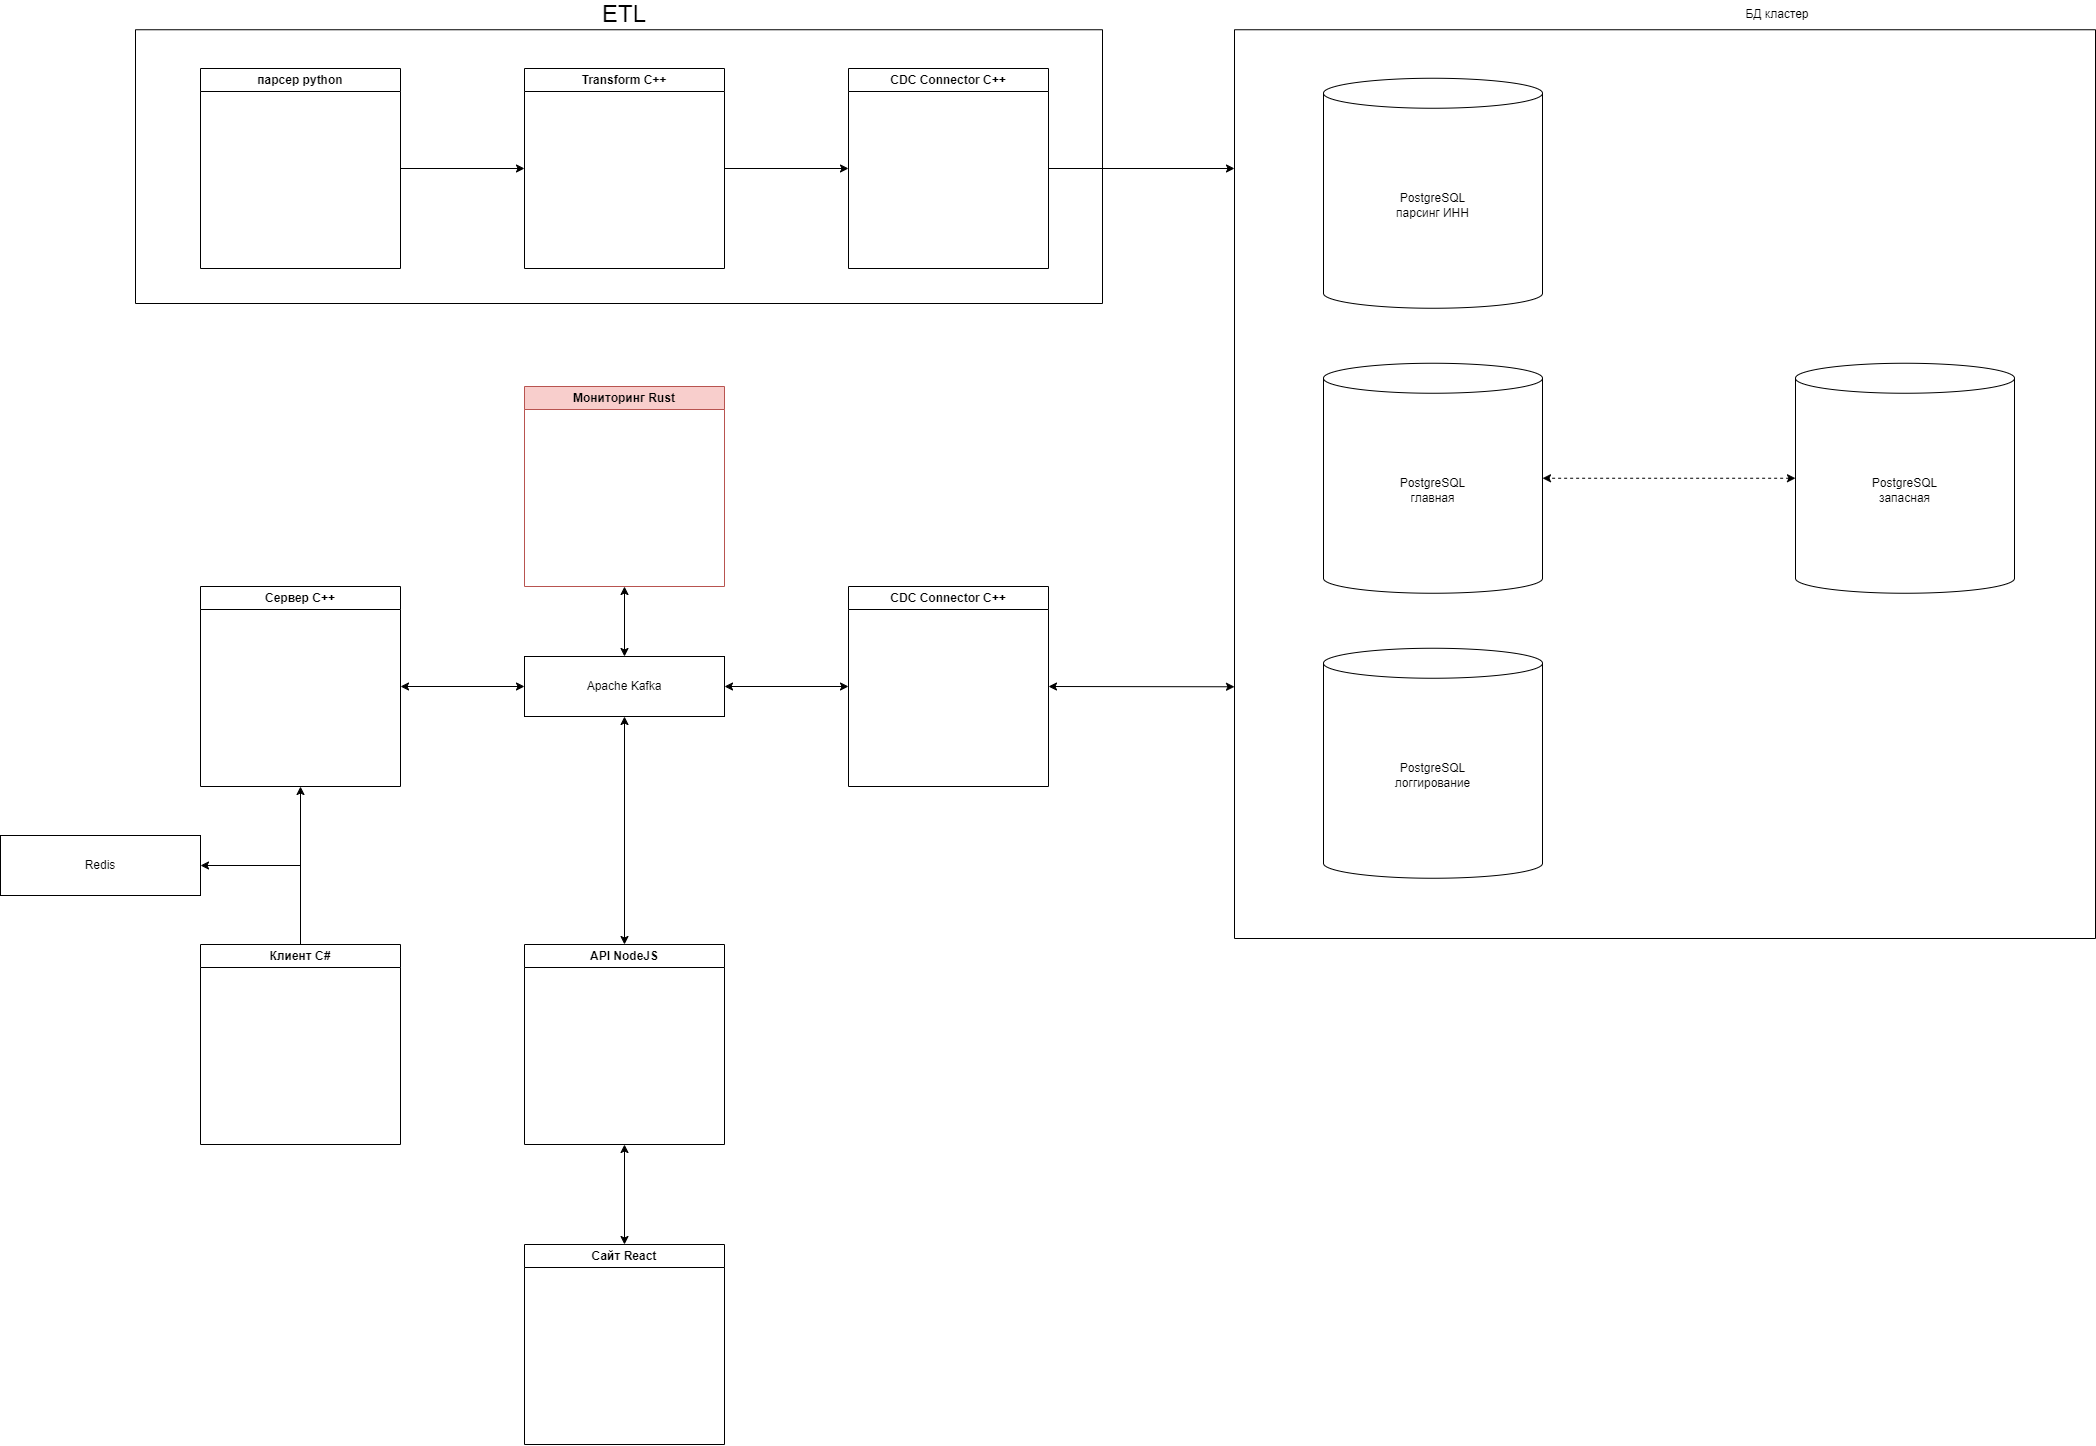 ETL
БД кластер
парсер python
Transform C++
CDC Connector C++
PostgreSQL
парсинг ИНН
Мониторинг Rust
PostgreSQL
главная
PostgreSQL
запасная
Сервер C++
CDC Connector C++
Apache Kafka
PostgreSQL
логгирование
Redis
Клиент C#
API NodeJS
Сайт React